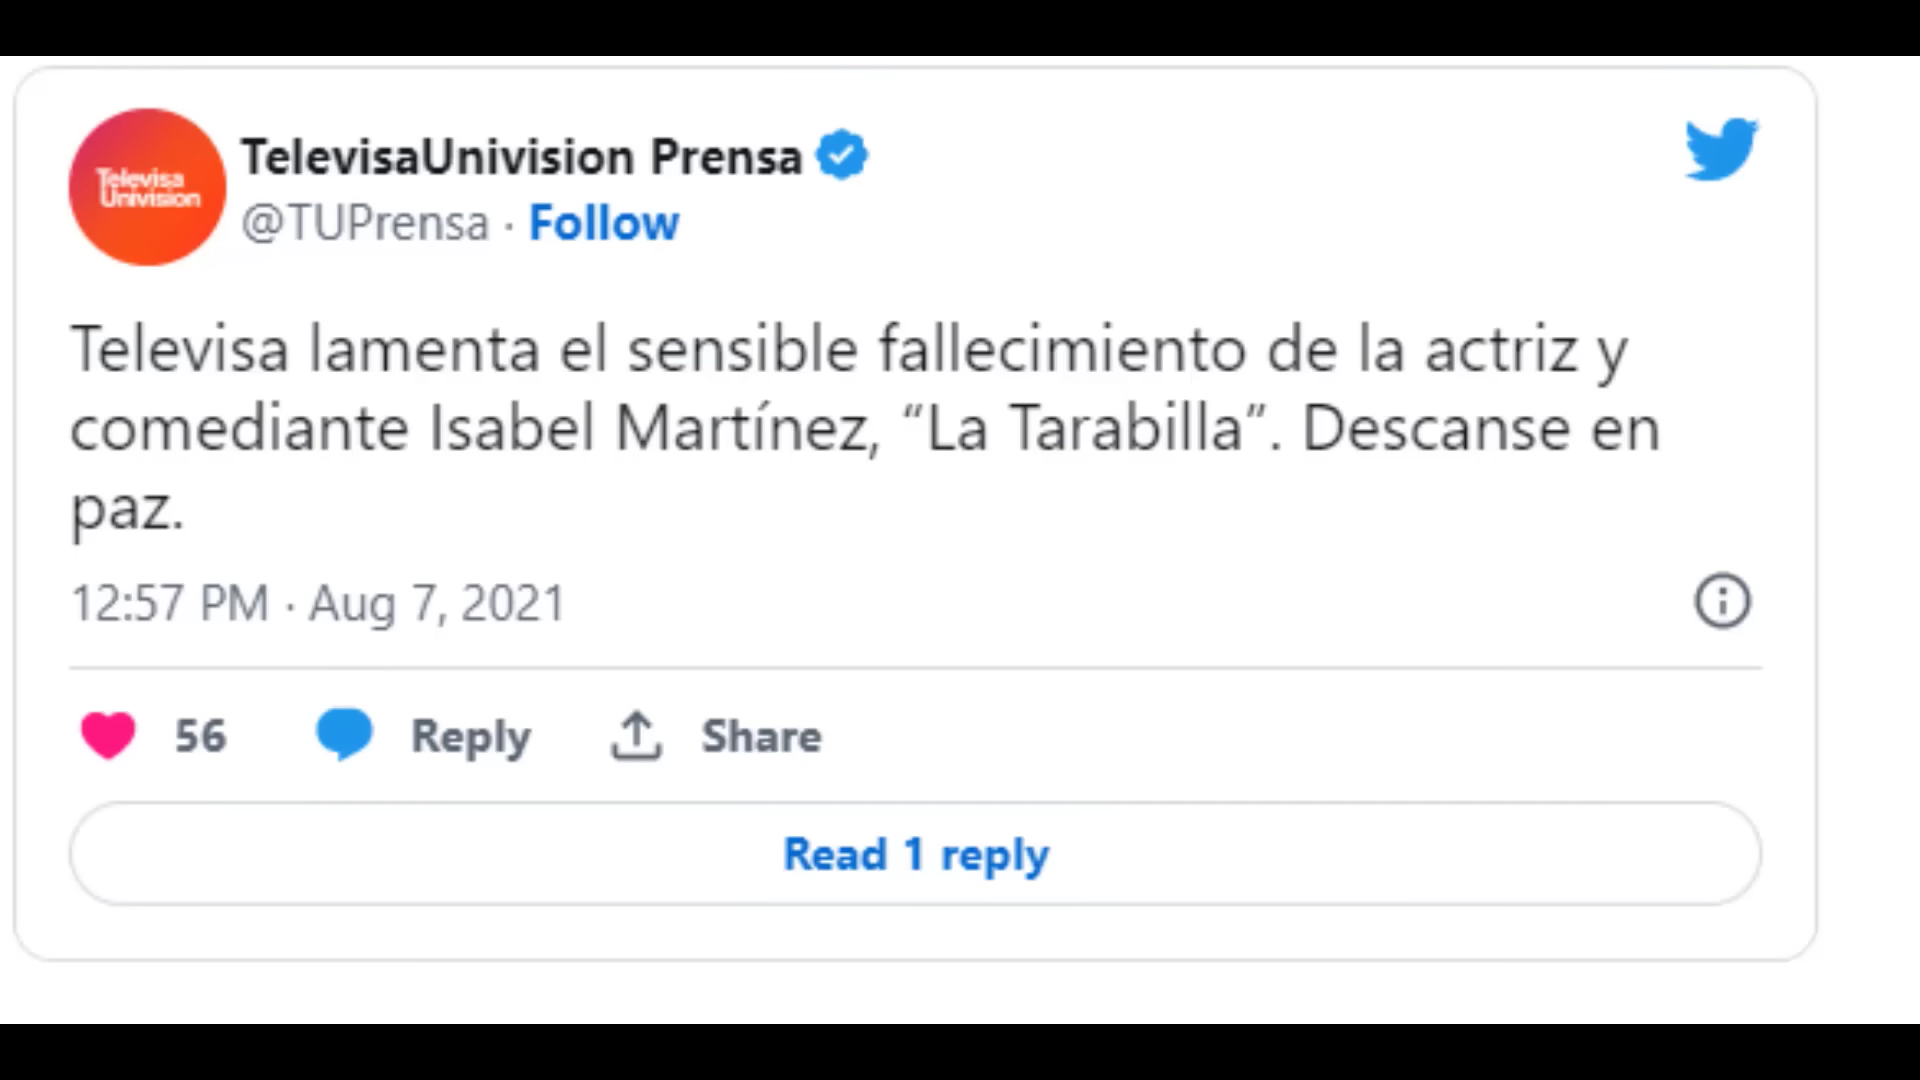 Televisa
Univision
TelevisaUnivision Prensa
@TUPrensa · Follow
Televisa lamenta el sensible fallecimiento de la actriz y
comediante Isabel Martínez, “La Tarabilla”. Descanse en
paz.
12:57 PM · Aug 7, 2021
56 Reply Share
Read 1 reply